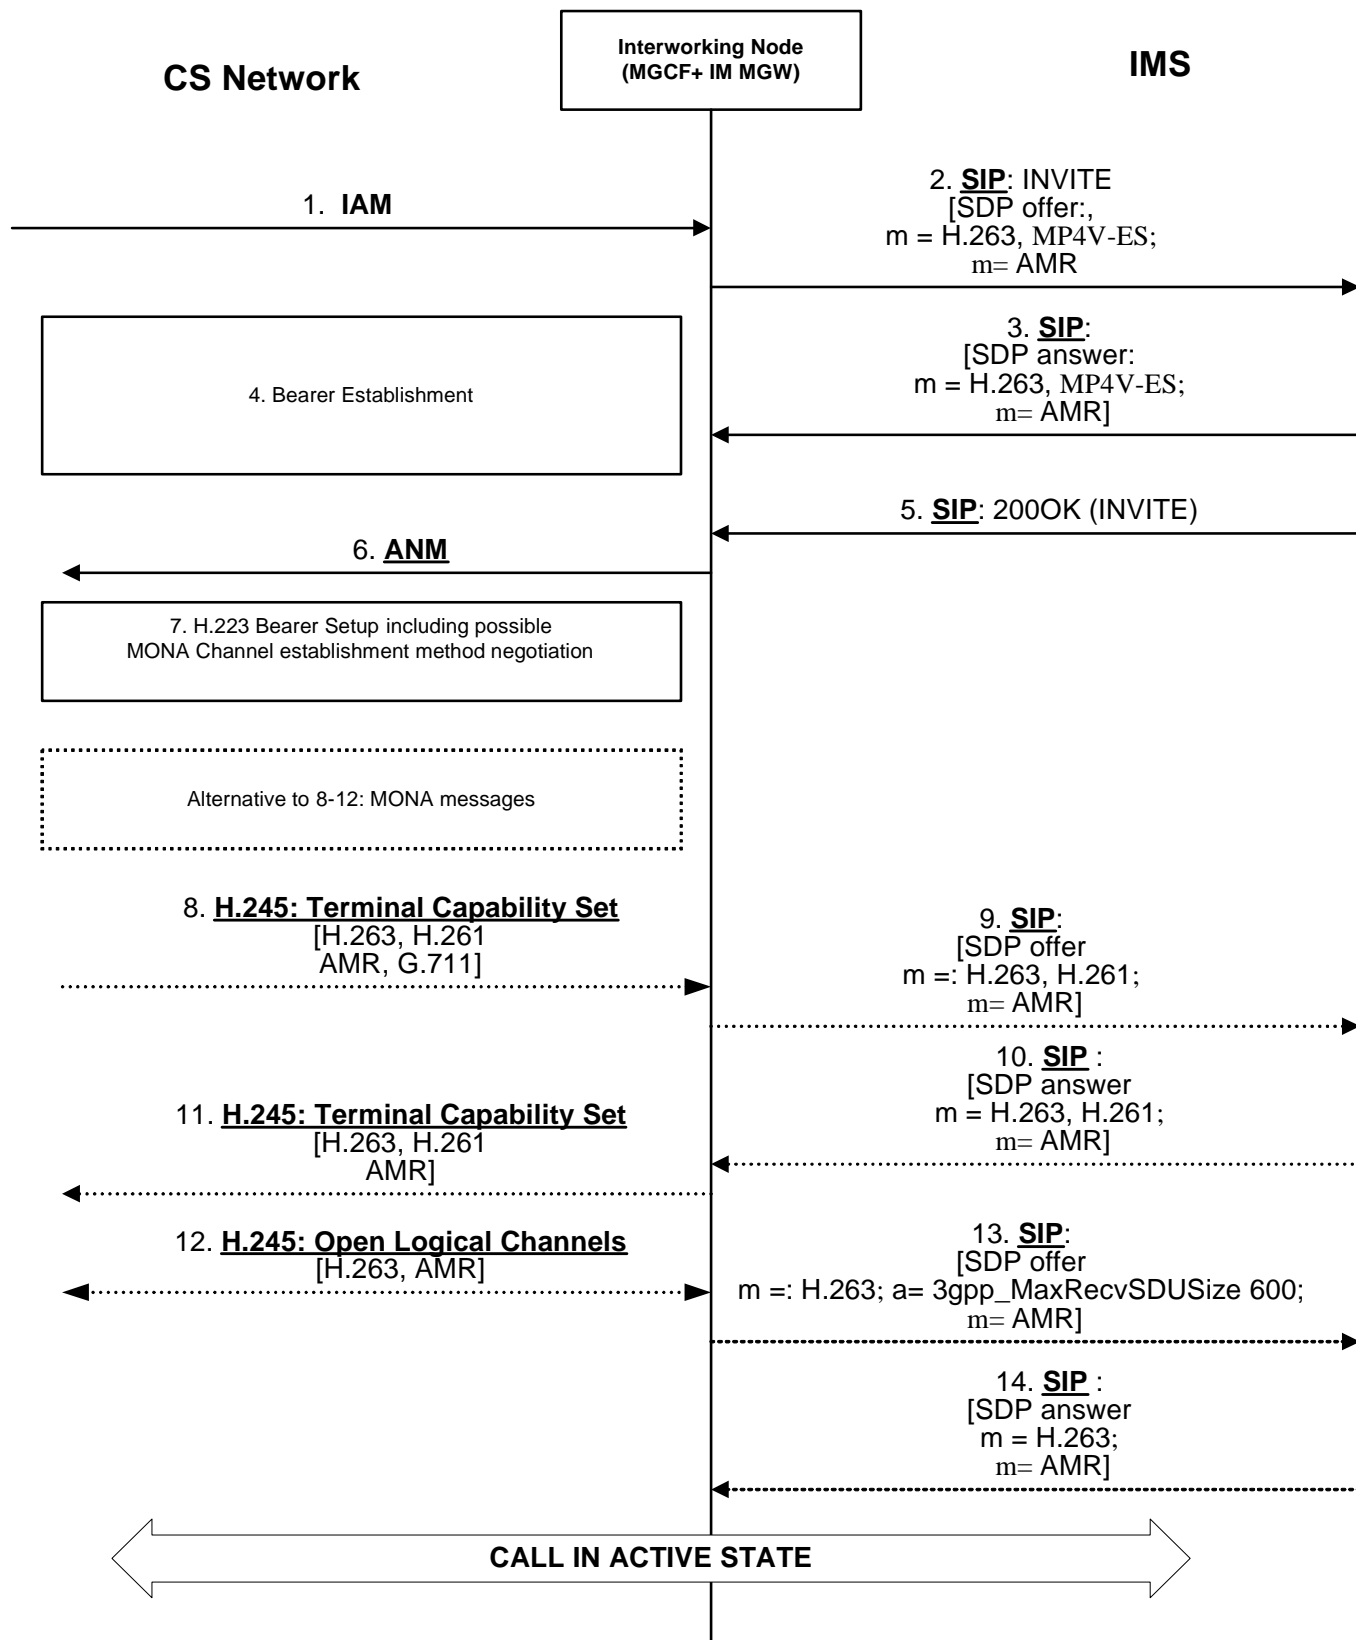 Interworking Node
(MGCF+ IM MGW)
CS Network
IMS
1. IAM
2. SIP: INVITE
[SDP offer:,
m = H.263, MP4V-ES;
m= AMR
3. SIP:
[SDP answer:
m = H.263, MP4V-ES;
m= AMR]
4. Bearer Establishment
5. SIP: 200OK (INVITE)
6. ANM
7. H.223 Bearer Setup including possible
MONA Channel establishment method negotiation
Alternative to 8-12: MONA messages
8. H.245: Terminal Capability Set
[H.263, H.261
AMR, G.711]
9. SIP:
[SDP offer
m =: H.263, H.261;
m= AMR]
10. SIP :
[SDP answer
m = H.263, H.261;
m= AMR]
11. H.245: Terminal Capability Set
[H.263, H.261
AMR]
12. H.245: Open Logical Channels
[H.263, AMR]
13. SIP:
[SDP offer
m =: H.263; a= 3gpp_MaxRecvSDUSize 600;
m= AMR]
14. SIP :
[SDP answer
m = H.263;
m= AMR]
CALL IN ACTIVE STATE